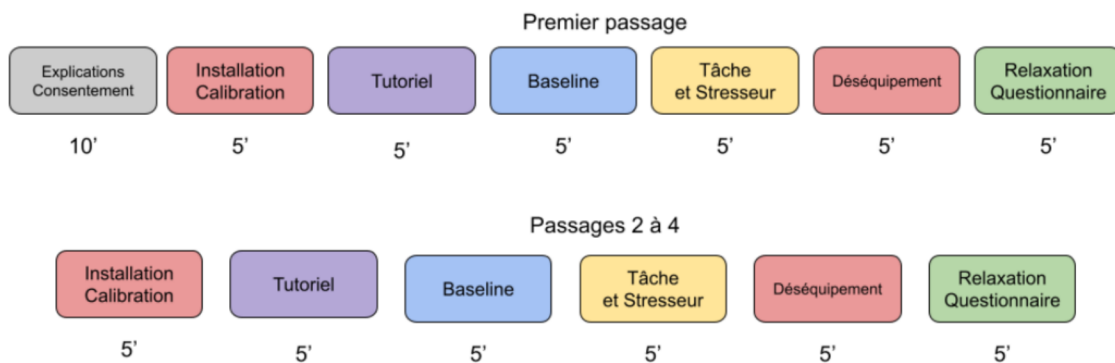 Premier passage
Explications
Consentement
Installation
Calibration
Tutoriel
Baseline
Tâche
et Stresseur
Déséquipement
Relaxation
Questionnaire
10’
5’
5’
5’
5’
5’
5’
Passages 2 à 4
Installation
Calibration
Tutoriel
Baseline
Tâche
et Stresseur
Déséquipement
Relaxation
Questionnaire
5’
5’
5’
5’
5’
5’